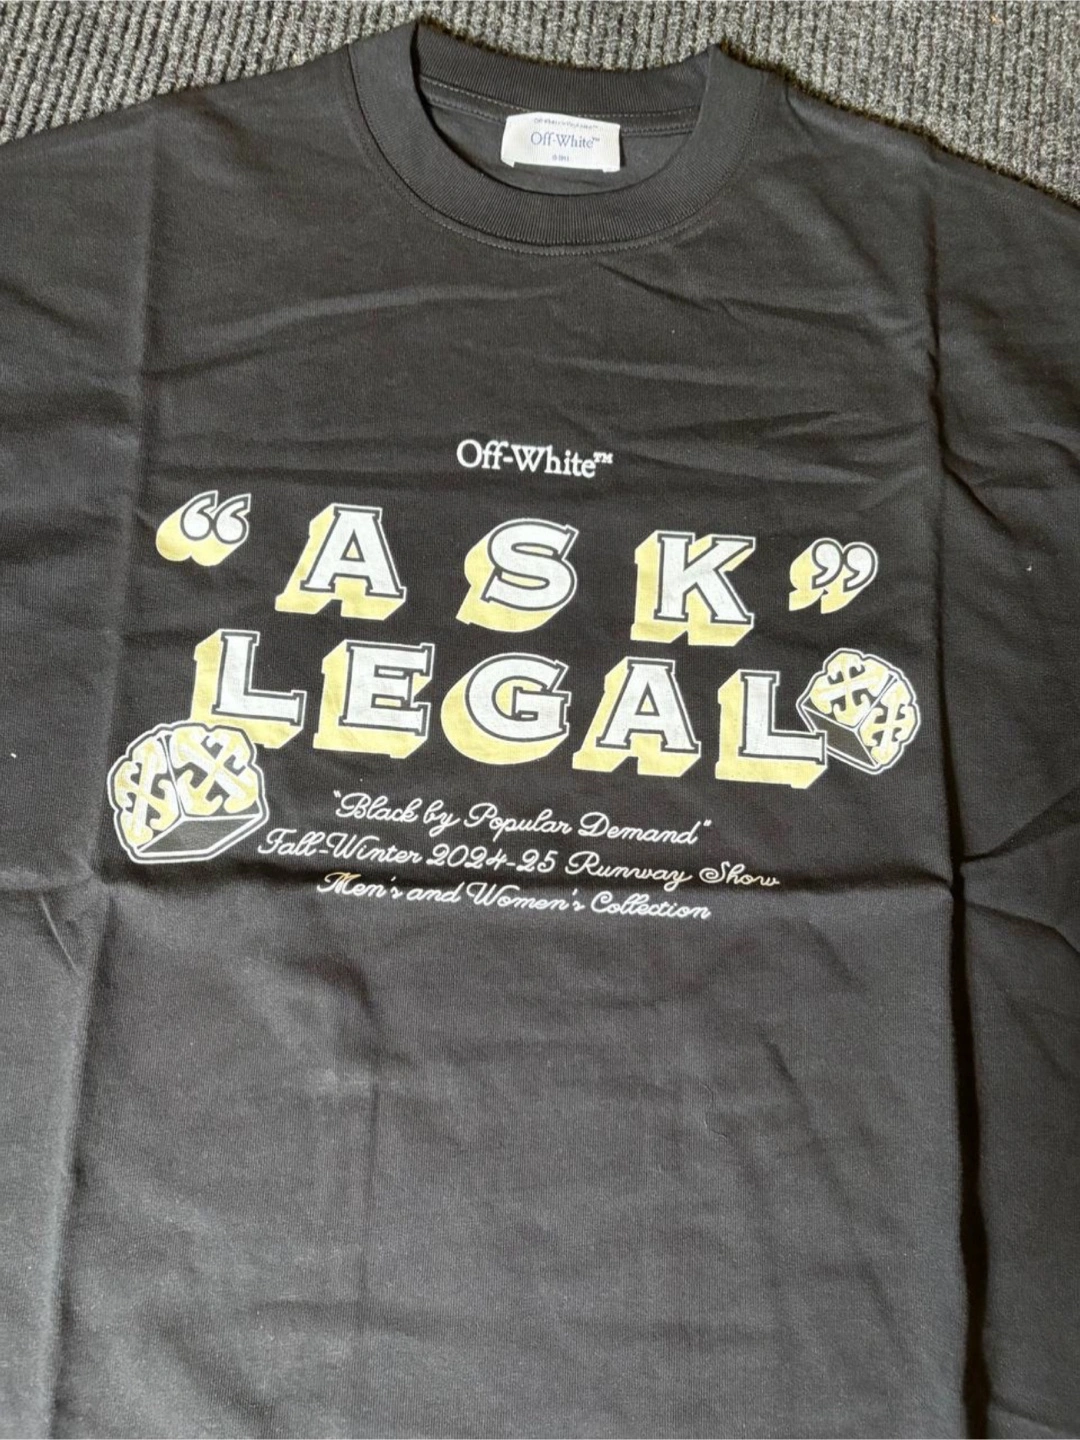 Off-White™
Off-White™
“ASK”
LEGAL
"Black by Popular Demand"
Fall-Winter 2024-25 Runway Show
Men's and Women's Collection